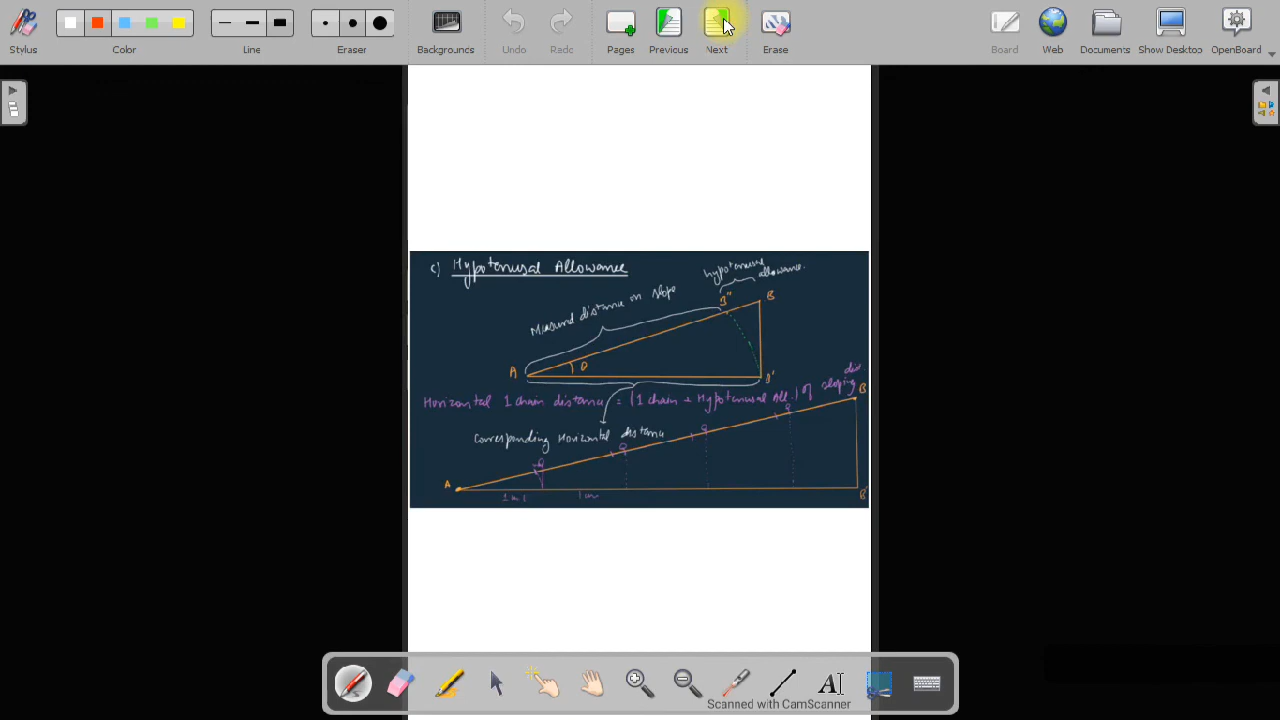 Stylus
Color
Line
Eraser
Backgrounds
Undo
Redo
Pages
Previous
Next
Erase
Board
Web
Documents
Show Desktop
OpenBoard
c) Hypotenusal Allowance
hypotenusal
allowance.
Measured distance on slope
B"
B
A
θ
B'
Horizontal 1 chain distance = (1 chain + Hypotenusal All.) of sloping dis
B
Corresponding Horizontal distance
A
B'
Scanned with CamScanner